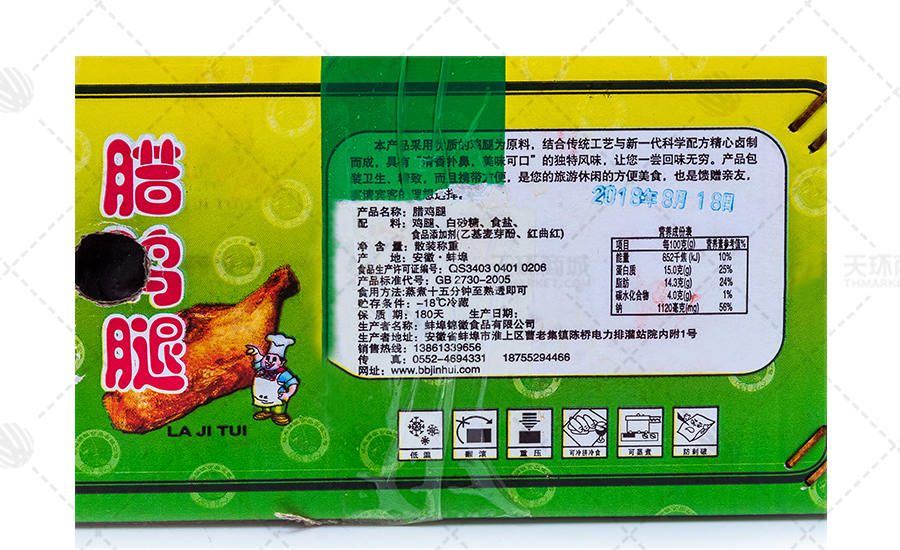 腊鸡腿
LA JI TUI
本产品采用优质的鸡腿为原料，结合传统工艺与新一代科学配方精心卤制
而成，具有“清香扑鼻，美味可口”的独特风味，让您一尝回味无穷。产品包
装卫生、精致，而且携带方便，是您的旅游休闲的方便美食，也是馈赠亲友，
宴请宾客的理想选择。
2018年8月18日
产品名称：腊鸡腿
配 料：鸡腿、白砂糖、食盐、
食品添加剂(乙基麦芽酚、红曲红)
净 含 量：散装称重
产 地：安徽·蚌埠
食品生产许可证编号：QS3403 0401 0206
产品标准代号：GB 2730-2005
食用方法：蒸煮十五分钟至熟透即可
贮存条件：-18℃冷藏
保 质 期：180天 生产日期：
生产者名称：蚌埠锦徽食品有限公司
生产者地址：安徽省蚌埠市淮上区曹老集镇陈桥电力排灌站院内附1号
销售热线：13861339656
传 真：0552-4694331 18755294466
网址：www.bbjinhui.com
营养成份表
项目 每100克(g) 营养素参考值%
能量 852千焦(kJ) 10%
蛋白质 15.0克(g) 25%
脂肪 14.3克(g) 24%
碳水化合物 4.0克(g) 1%
钠 1120毫克(mg) 56%
低温 翻滚 重压 可冷拼冷食 可蒸煮 防刺破
天环商城
THMARKET